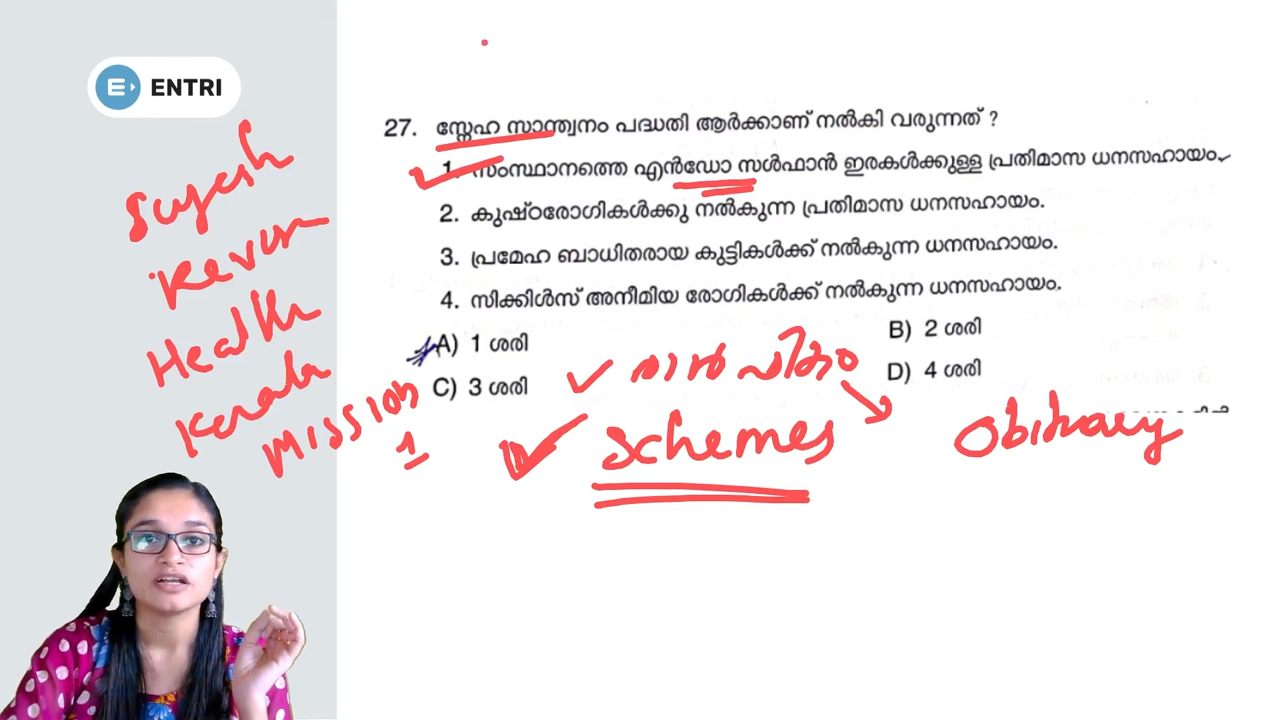 ENTRI
27. സ്നേഹ സാന്ത്വനം പദ്ധതി ആർക്കാണ് നൽകി വരുന്നത് ?
1. സംസ്ഥാനത്തെ എൻഡോ സൾഫാൻ ഇരകൾക്കുള്ള പ്രതിമാസ ധനസഹായം.
2. കുഷ്ഠരോഗികൾക്കു നൽകുന്ന പ്രതിമാസ ധനസഹായം.
3. പ്രമേഹ ബാധിതരായ കുട്ടികൾക്ക് നൽകുന്ന ധനസഹായം.
4. സിക്കിൾസ് അനീമിയ രോഗികൾക്ക് നൽകുന്ന ധനസഹായം.
A) 1 ശരി
B) 2 ശരി
C) 3 ശരി
D) 4 ശരി
Health
Kerala
Mission
1
schemes
obituary